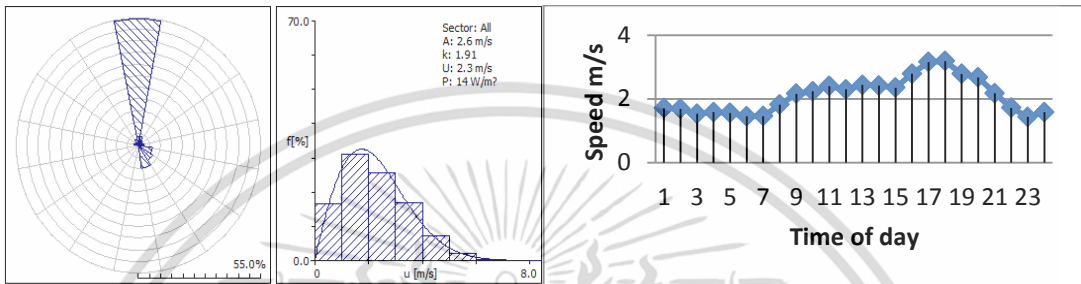 55.0%
70.0
Sector: All
A: 2.6 m/s
k: 1.91
U: 2.3 m/s
P: 14 W/m?
f[%]
0.0
0 u [m/s] 8.0
Speed m/s
4
2
0
1 3 5 7 9 11 13 15 17 19 21 23
Time of day